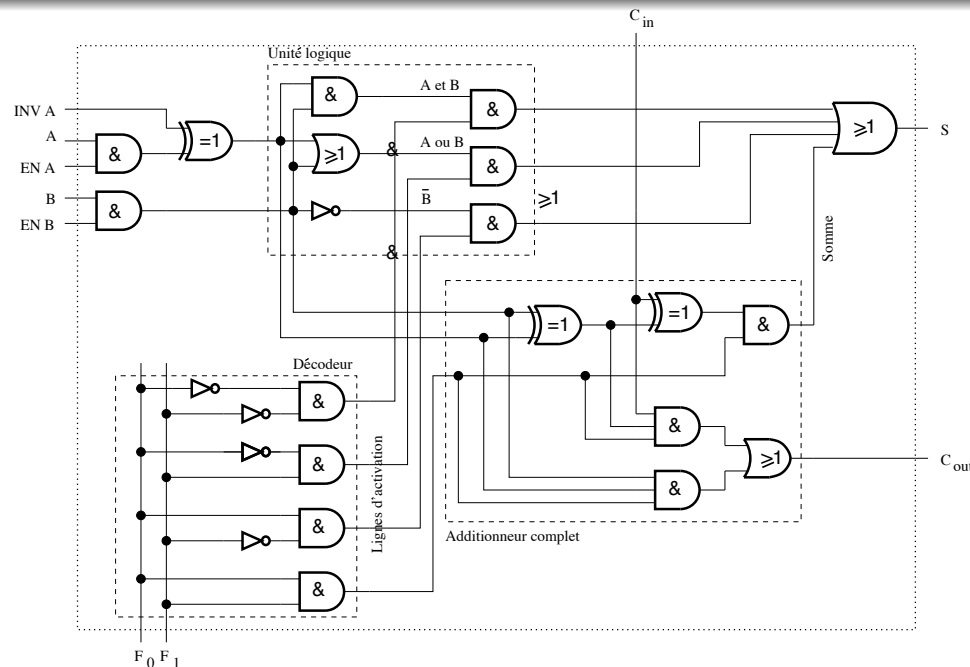 C in
Unité logique
INV A
A
EN A
B
EN B
&
&
=1
&
≥1
A et B
A ou B
B̄
&
&
&
&
&
≥1
≥1
S
Somme
=1
=1
&
&
&
≥1
C out
Additionneur complet
Décodeur
&
&
&
&
Lignes d'activation
F 0 F 1